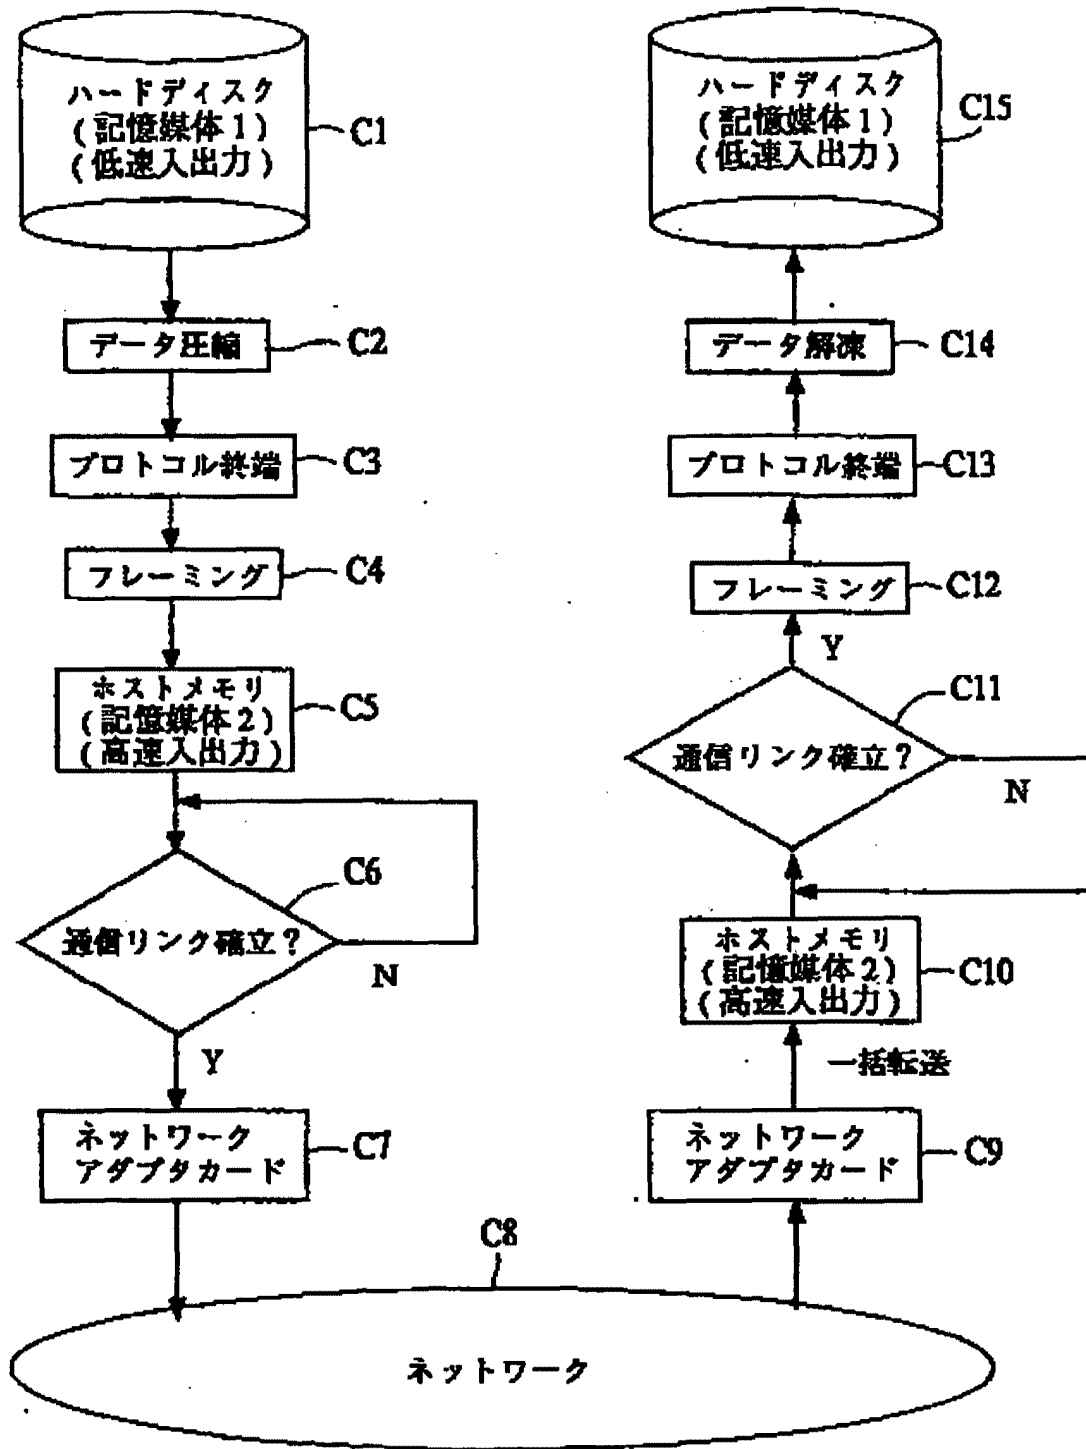 ハードディスク
(記憶媒体1)
(低速入出力)
C1
データ圧縮
C2
プロトコル終端
C3
フレーミング
C4
ホストメモリ
(記憶媒体2)
(高速入出力)
C5
通信リンク確立?
C6
N
Y
ネットワーク
アダプタカード
C7
C8
ネットワーク
ハードディスク
(記憶媒体1)
(低速入出力)
C15
データ解凍
C14
プロトコル終端
C13
フレーミング
C12
Y
C11
通信リンク確立?
N
ホストメモリ
(記憶媒体2)
(高速入出力)
C10
一括転送
ネットワーク
アダプタカード
C9